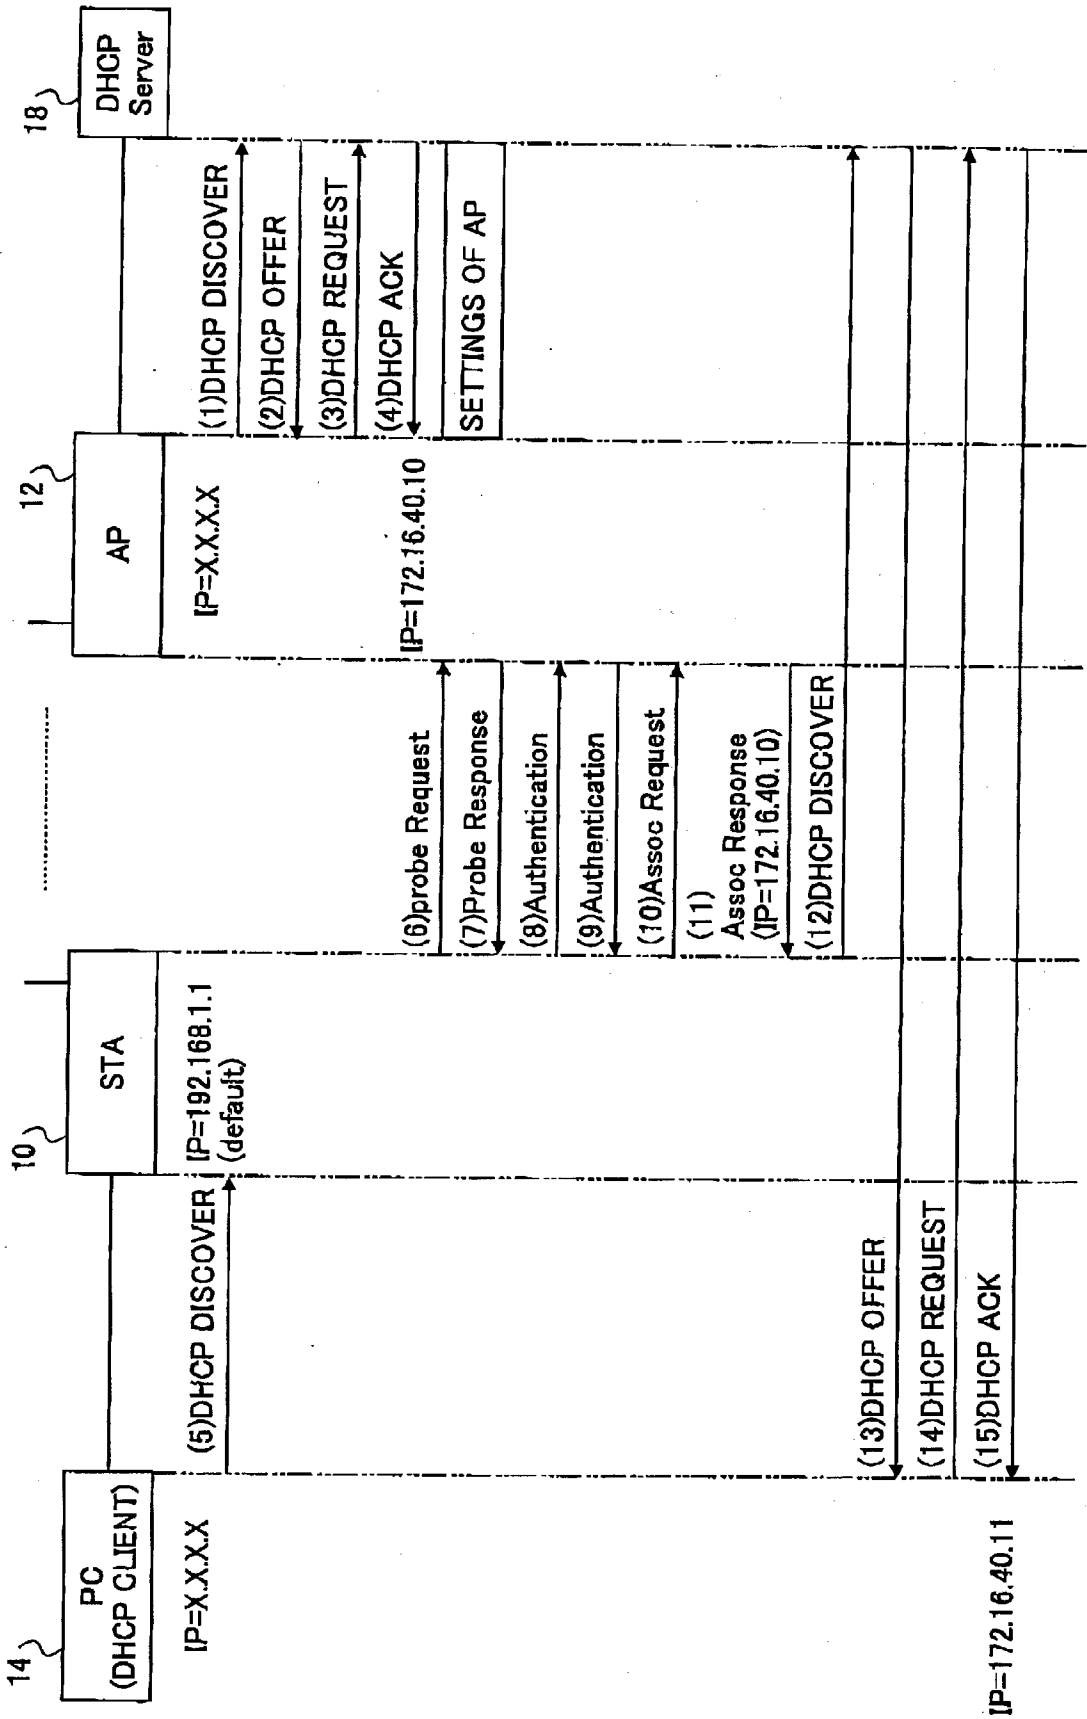 14
PC
(DHCP CLIENT)
10
STA
12
AP
18
DHCP
Server
IP=X.X.X.X
IP=192.168.1.1
(default)
IP=X.X.X.X
(1)DHCP DISCOVER
(2)DHCP OFFER
(3)DHCP REQUEST
(4)DHCP ACK
IP=172.16.40.10
SETTINGS OF AP
(5)DHCP DISCOVER
(6)probe Request
(7)Probe Response
(8)Authentication
(9)Authentication
(10)Assoc Request
(11)
Assoc Response
(IP=172.16.40.10)
(12)DHCP DISCOVER
(13)DHCP OFFER
(14)DHCP REQUEST
(15)DHCP ACK
IP=172.16.40.11